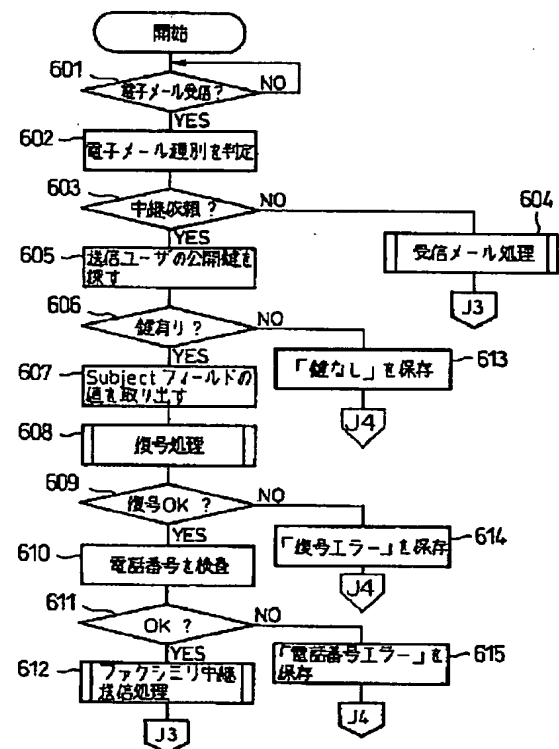 開始
601
電子メール受信?
NO
YES
602
電子メール種別を判定
603
中継依頼?
NO
YES
604
受信メール処理
J3
605
送信ユーザの公開鍵を
探す
606
鍵有り?
NO
YES
613
「鍵なし」を保存
J4
607
Subjectフィールドの
値を取り出す
608
復号処理
609
復号OK?
NO
YES
614
「復号エラー」を保存
J4
610
電話番号を検査
611
OK?
NO
YES
615
「電話番号エラー」を
保存
J4
612
ファクシミリ中継
送信処理
J3